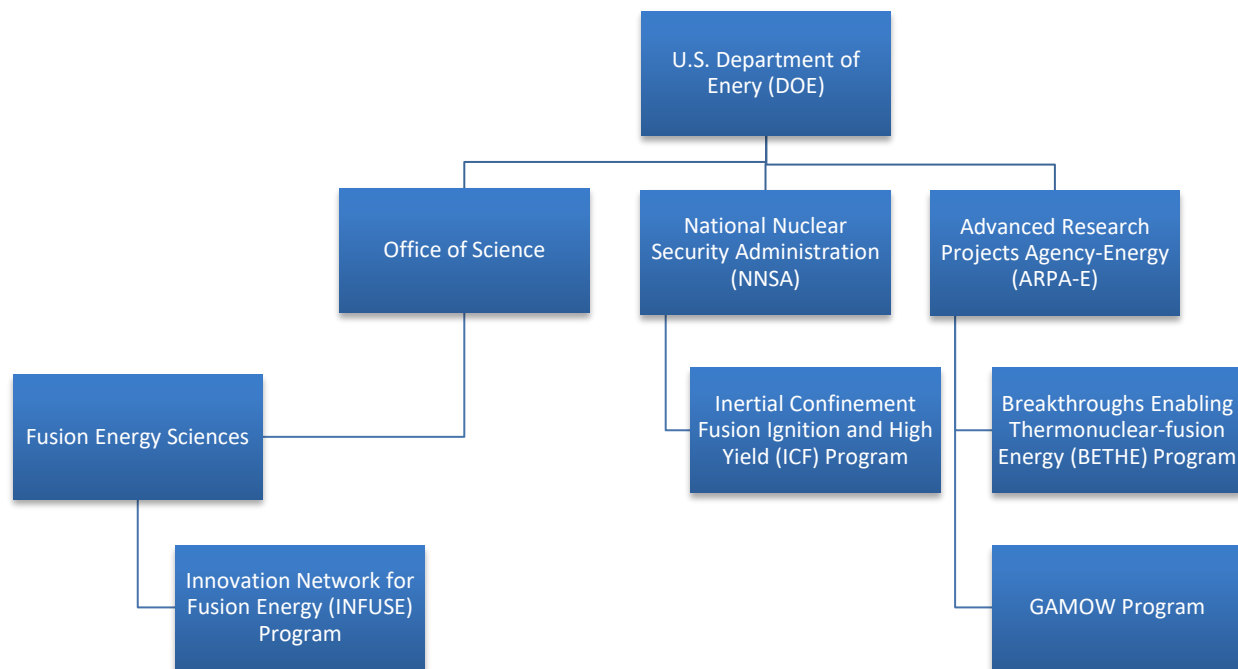 U.S. Department of
Enery (DOE)
Office of Science
National Nuclear
Security Administration
(NNSA)
Advanced Research
Projects Agency-Energy
(ARPA-E)
Fusion Energy Sciences
Inertial Confinement
Fusion Ignition and High
Yield (ICF) Program
Breakthroughs Enabling
Thermonuclear-fusion
Energy (BETHE) Program
Innovation Network for
Fusion Energy (INFUSE)
Program
GAMOW Program